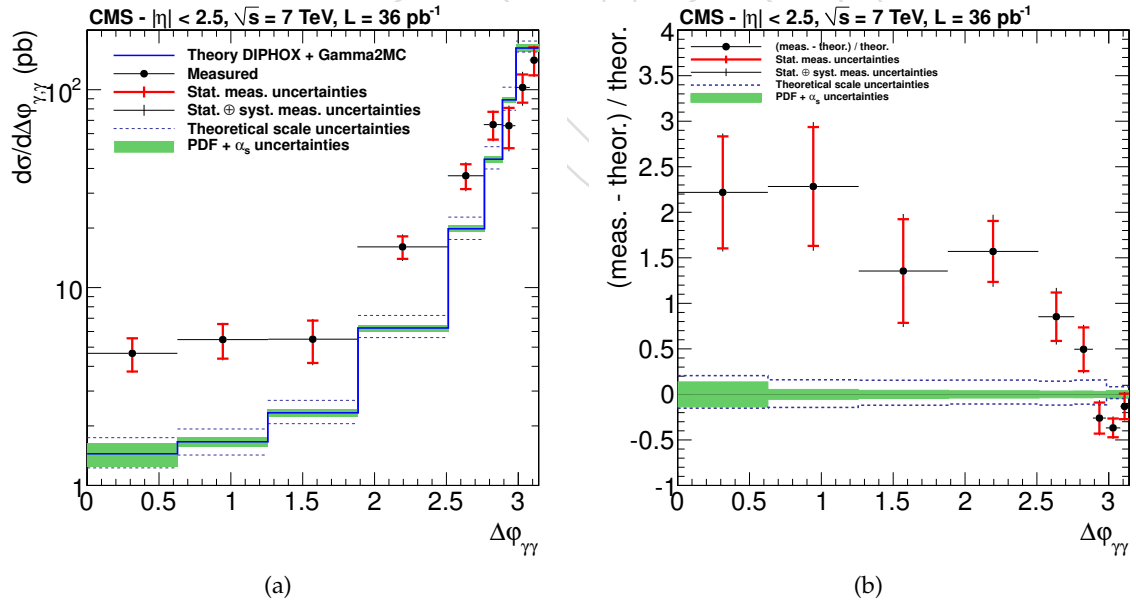 CMS - |η| < 2.5, √s = 7 TeV, L = 36 pb⁻¹
dσ/dΔφγ,γ (pb)
Theory DIPHOX + Gamma2MC
Measured
Stat. meas. uncertainties
Stat. ⊕ syst. meas. uncertainties
Theoretical scale uncertainties
PDF + αs uncertainties
10²
10
1
0 0.5 1 1.5 2 2.5 3
Δφγγ
(a)
CMS - |η| < 2.5, √s = 7 TeV, L = 36 pb⁻¹
(meas. - theor.) / theor.
(meas. - theor.) / theor.
Stat. meas. uncertainties
Stat. ⊕ syst. meas. uncertainties
Theoretical scale uncertainties
PDF + αs uncertainties
4
3.5
3
2.5
2
1.5
1
0.5
0
-0.5
-1
0 0.5 1 1.5 2 2.5 3
Δφγγ
(b)